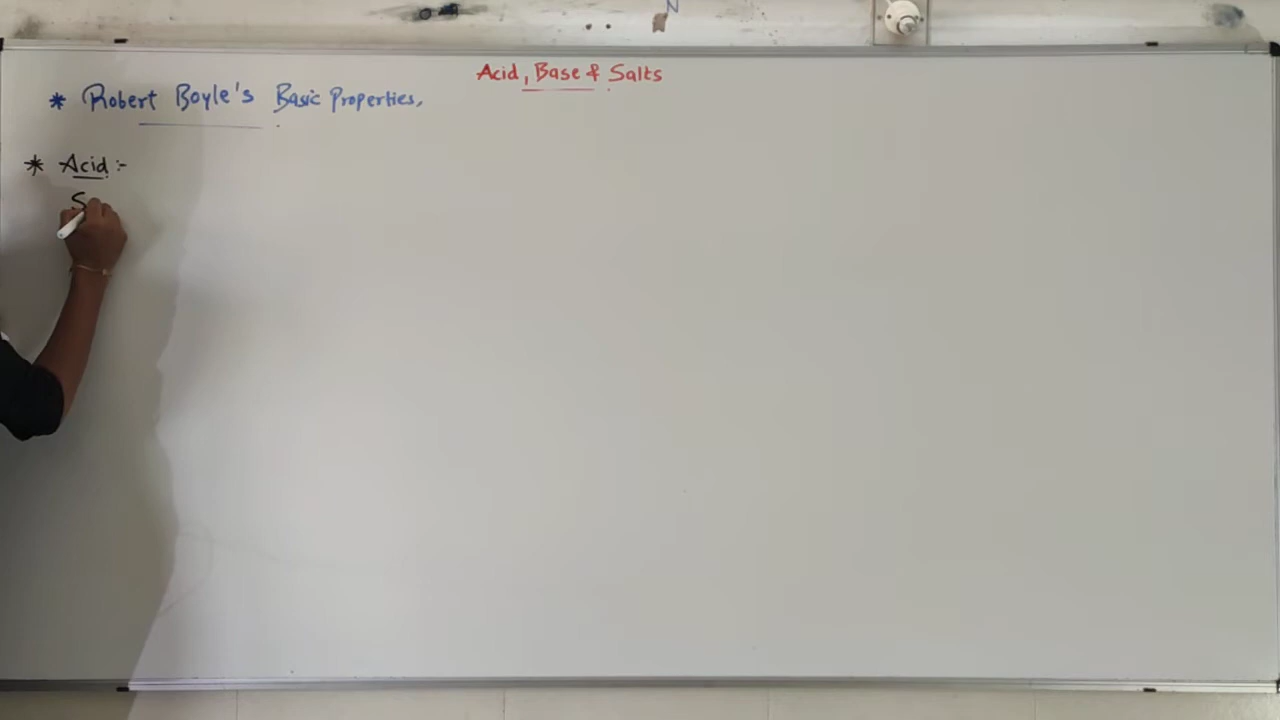 Acid, Base & Salts
* Robert Boyle's Basic Properties,
* Acid :-
S